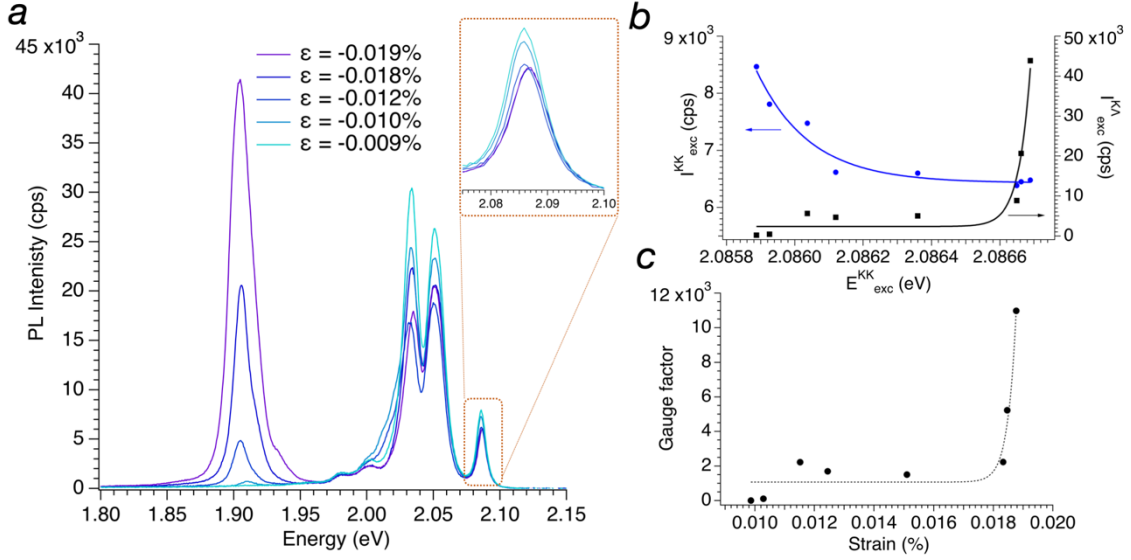 a
45 x10³
40
35
30
25
20
15
10
5
0
PL Intenisty (cps)
ε = -0.019%
ε = -0.018%
ε = -0.012%
ε = -0.010%
ε = -0.009%
2.08
2.09
2.10
1.80
1.85
1.90
1.95
2.00
2.05
2.10
2.15
Energy (eV)
b
9 x10³
8
7
6
5
I^KK_exc (cps)
50 x10³
40
30
20
10
0
I^KΛ_exc (cps)
2.0858
2.0860
2.0862
2.0864
2.0866
E^KK_exc (eV)
c
12 x10³
10
8
6
4
2
0
Gauge factor
0.010
0.012
0.014
0.016
0.018
0.020
Strain (%)